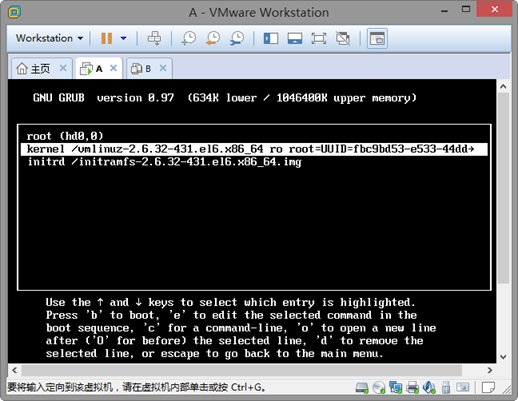 A - VMware Workstation
Workstation
主页 A B
GNU GRUB version 0.97 (634K lower / 1046400K upper memory)
root (hd0,0)
kernel /vmlinuz-2.6.32-431.el6.x86_64 ro root=UUID=fbc9bd53-e533-44dd→
initrd /initramfs-2.6.32-431.el6.x86_64.img
Use the ↑ and ↓ keys to select which entry is highlighted.
Press 'b' to boot, 'e' to edit the selected command in the
boot sequence, 'c' for a command-line, 'o' to open a new line
after ('O' for before) the selected line, 'd' to remove the
selected line, or escape to go back to the main menu.
要将输入定向到该虚拟机，请在虚拟机内部单击或按 Ctrl+G。